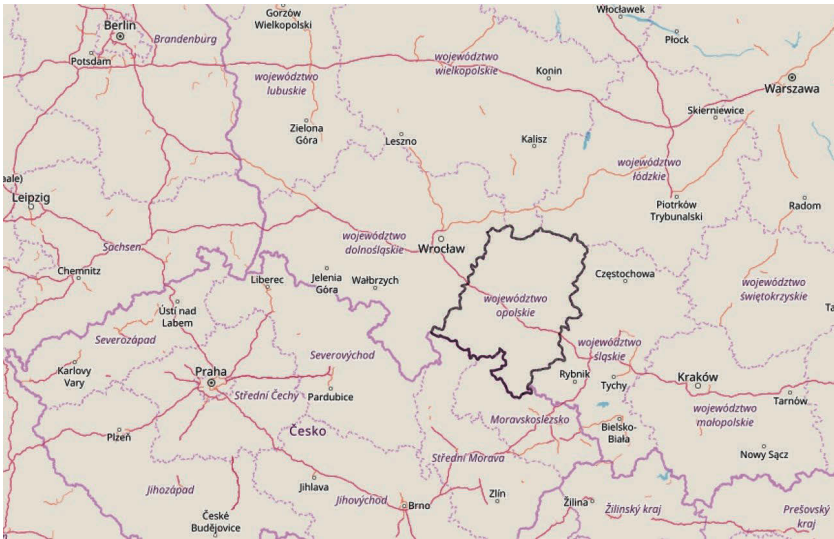 Włocławek
Gorzów
Wielkopolski
Berlin
Brandenburg
Płock
Potsdam
województwo
wielkopolskie
województwo
lubuskie
Konin
Warszawa
Skierniewice
Zielona
Góra
Leszno
Kalisz
województwo
łódzkie
aale)
Leipzig
Piotrków
Trybunalski
Radom
Sachsen
województwo
dolnośląskie
Wrocław
Chemnitz
Liberec
Jelenia
Góra
Wałbrzych
Częstochowa
województwo
świętokrzyskie
województwo
opolskie
Ústí nad
Labem
Ta
Severozápad
województwo
śląskie
Severovýchod
Karlovy
Vary
Praha
Rybnik
Tychy
Kraków
Střední Čechy
Pardubice
Tarnów
województwo
małopolskie
Moravskoslezsko
Plzeň
Česko
Bielsko-
Biała
Střední Morava
Nowy Sącz
Jihlava
Jihozápad
Jihovýchod
Zlín
Brno
Žilina
Žilinský kraj
Prešovský
kraj
České
Budějovice